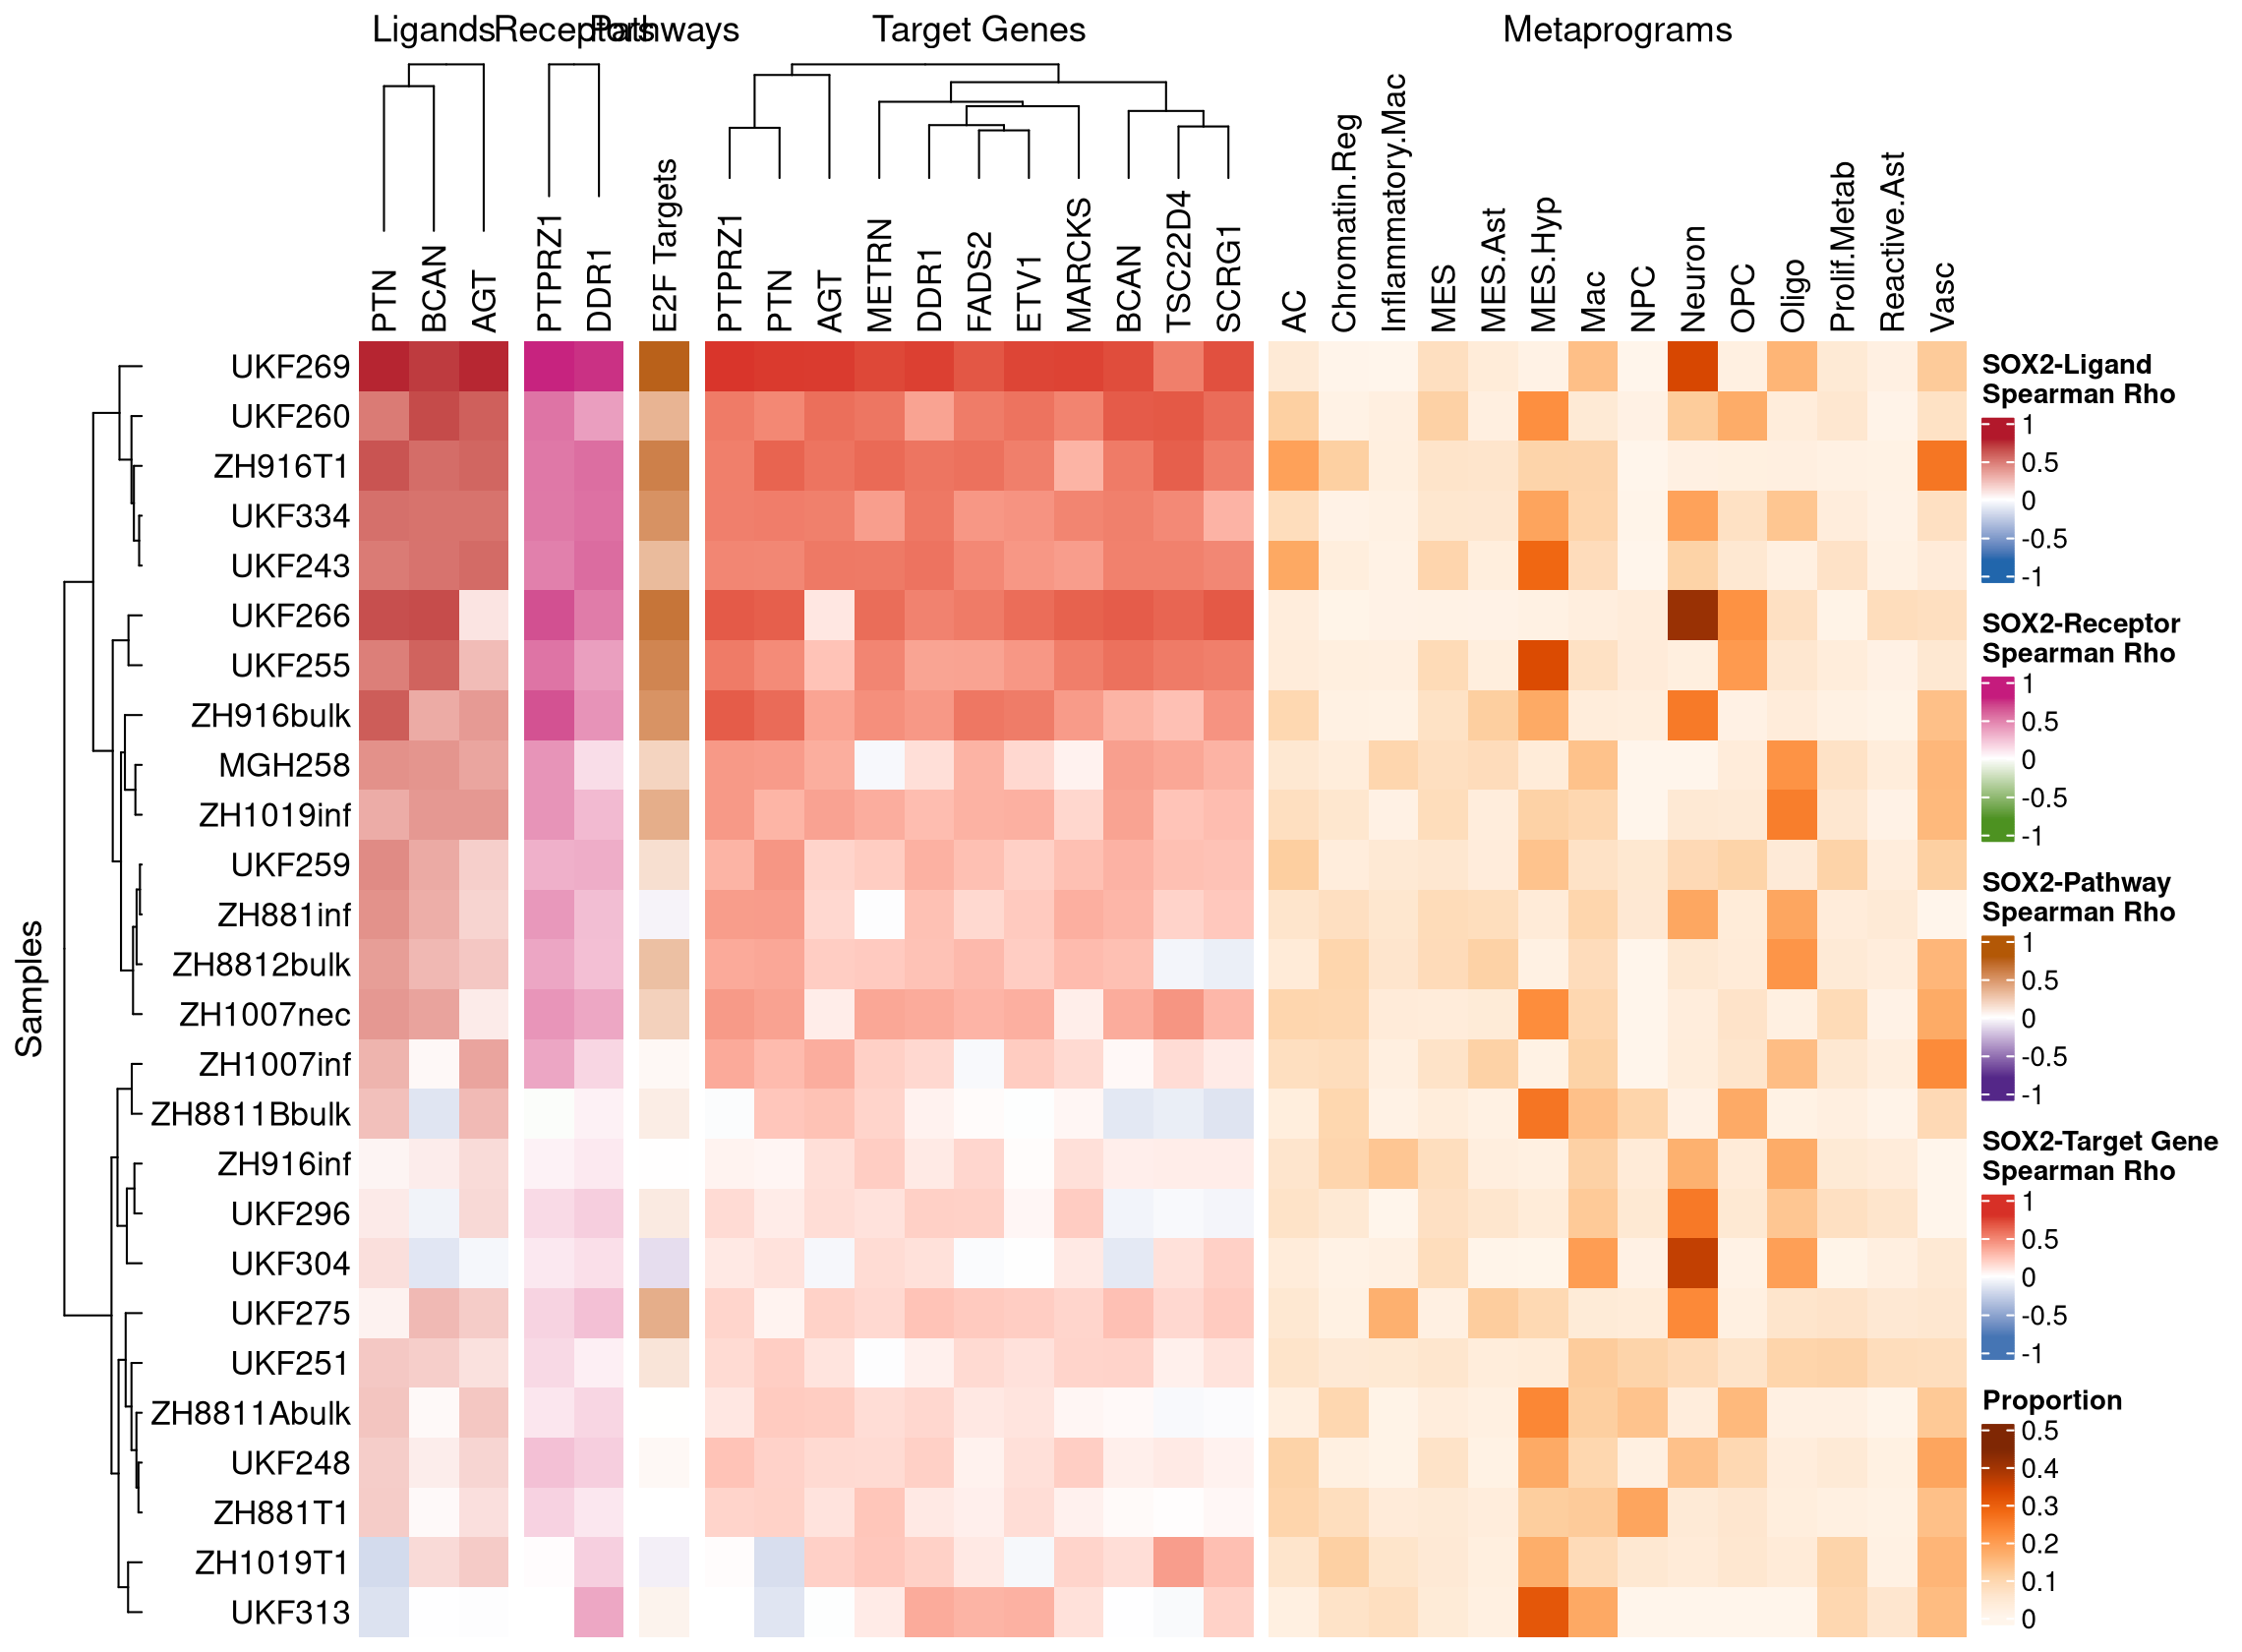 Ligands Receptors Pathways Target Genes Metaprograms
PTN BCAN AGT PTPRZ1 DDR1 E2F Targets PTPRZ1 PTN AGT METRN DDR1 FADS2 ETV1 MARCKS BCAN TSC22D4 SCRG1 AC Chromatin.Reg Inflammatory.Mac MES MES.Ast MES.Hyp Mac NPC Neuron OPC Oligo Prolif.Metab Reactive.Ast Vasc
Samples
UKF269
UKF260
ZH916T1
UKF334
UKF243
UKF266
UKF255
ZH916bulk
MGH258
ZH1019inf
UKF259
ZH881inf
ZH8812bulk
ZH1007nec
ZH1007inf
ZH8811Bbulk
ZH916inf
UKF296
UKF304
UKF275
UKF251
ZH8811Abulk
UKF248
ZH881T1
ZH1019T1
UKF313
SOX2-Ligand
Spearman Rho
1
0.5
0
-0.5
-1
SOX2-Receptor
Spearman Rho
1
0.5
0
-0.5
-1
SOX2-Pathway
Spearman Rho
1
0.5
0
-0.5
-1
SOX2-Target Gene
Spearman Rho
1
0.5
0
-0.5
-1
Proportion
0.5
0.4
0.3
0.2
0.1
0